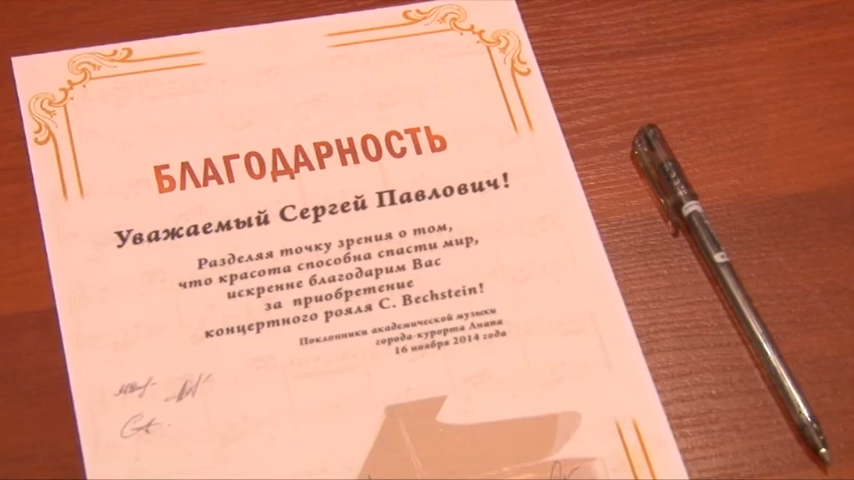 БЛАГОДАРНОСТЬ
Уважаемый Сергей Павлович!
Разделяя точку зрения о том,
что красота способна спасти мир,
искренне благодарим Вас
за приобретение
концертного рояля C. Bechstein!
Поклонники академической музыки
города-курорта Анапа
16 ноября 2014 года